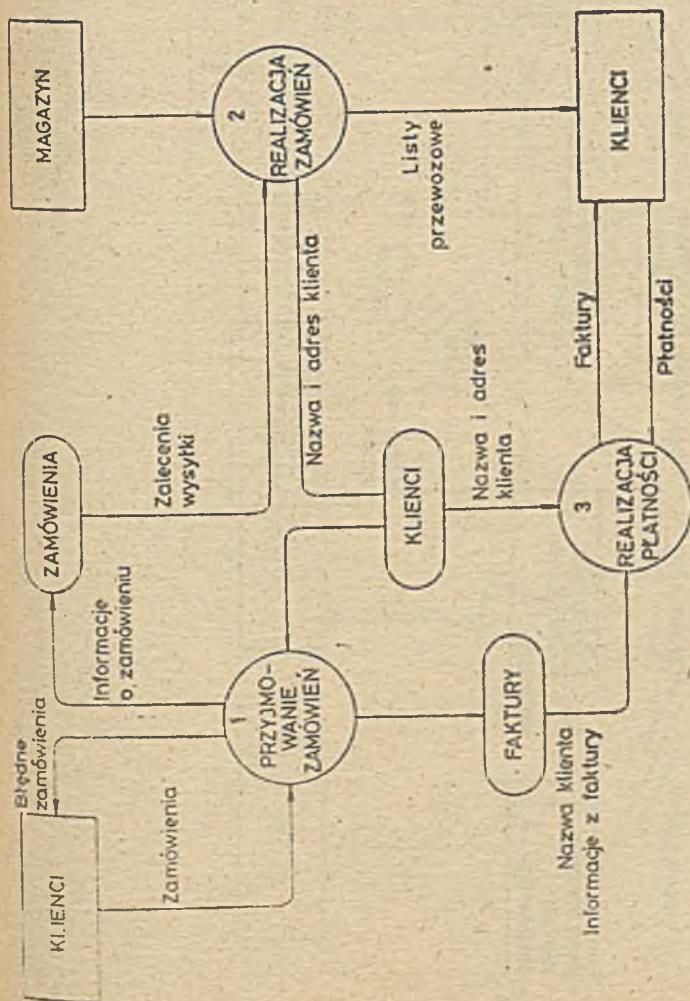 KLIENCI
Błędne
zamówienia
Zamówienia
Informacje
o zamówieniu
ZAMÓWIENIA
MAGAZYN
1
PRZYJMO-
WANIE
ZAMÓWIEŃ
Zalecenia
wysyłki
2
REALIZACJA
ZAMÓWIEŃ
Nazwa i adres klienta
KLIENCI
Listy
przewozowe
FAKTURY
Nazwa i adres
klienta
Nazwa klienta
Informacje z faktury
3
REALIZACJA
PŁATNOŚCI
Faktury
Płatności
KLIENCI